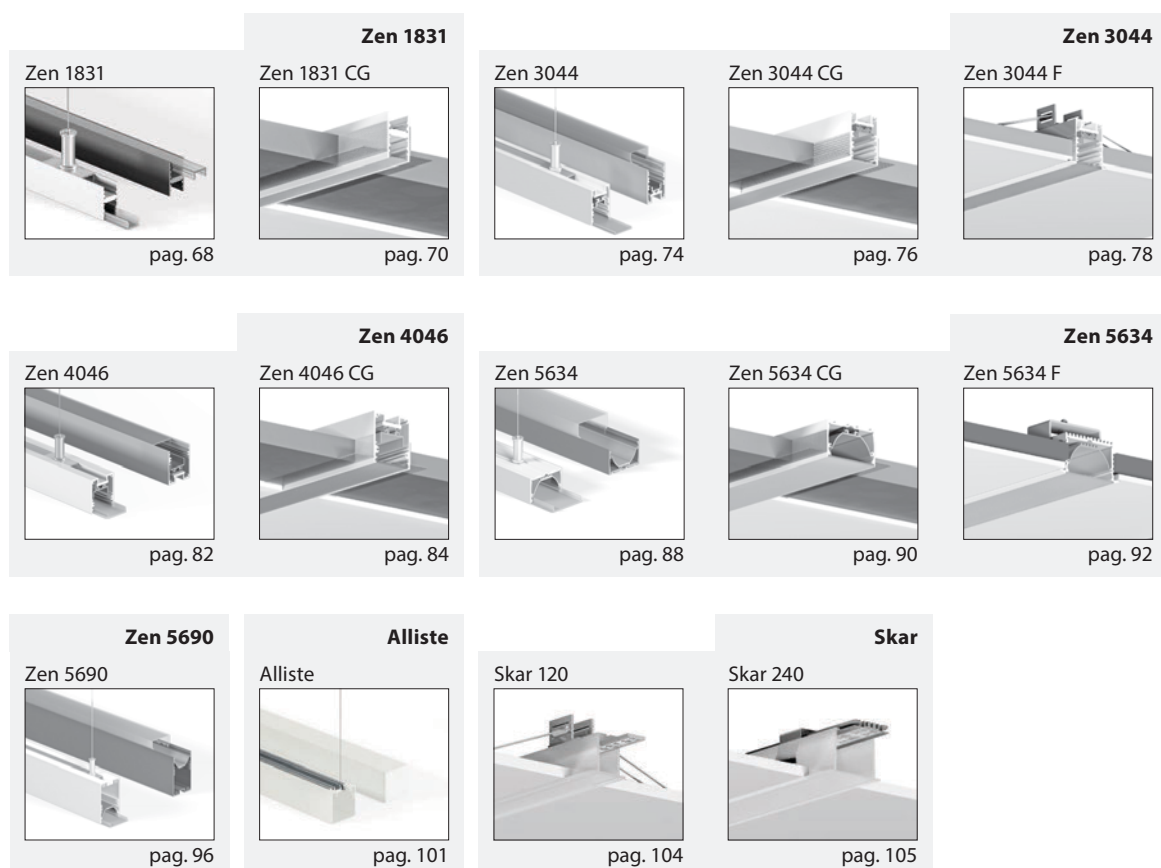 Zen 1831
Zen 1831
pag. 68
Zen 1831 CG
pag. 70
Zen 3044
Zen 3044
pag. 74
Zen 3044 CG
pag. 76
Zen 3044 F
pag. 78
Zen 4046
Zen 4046
pag. 82
Zen 4046 CG
pag. 84
Zen 5634
Zen 5634
pag. 88
Zen 5634 CG
pag. 90
Zen 5634 F
pag. 92
Zen 5690
Zen 5690
pag. 96
Alliste
Alliste
pag. 101
Skar
Skar 120
pag. 104
Skar 240
pag. 105